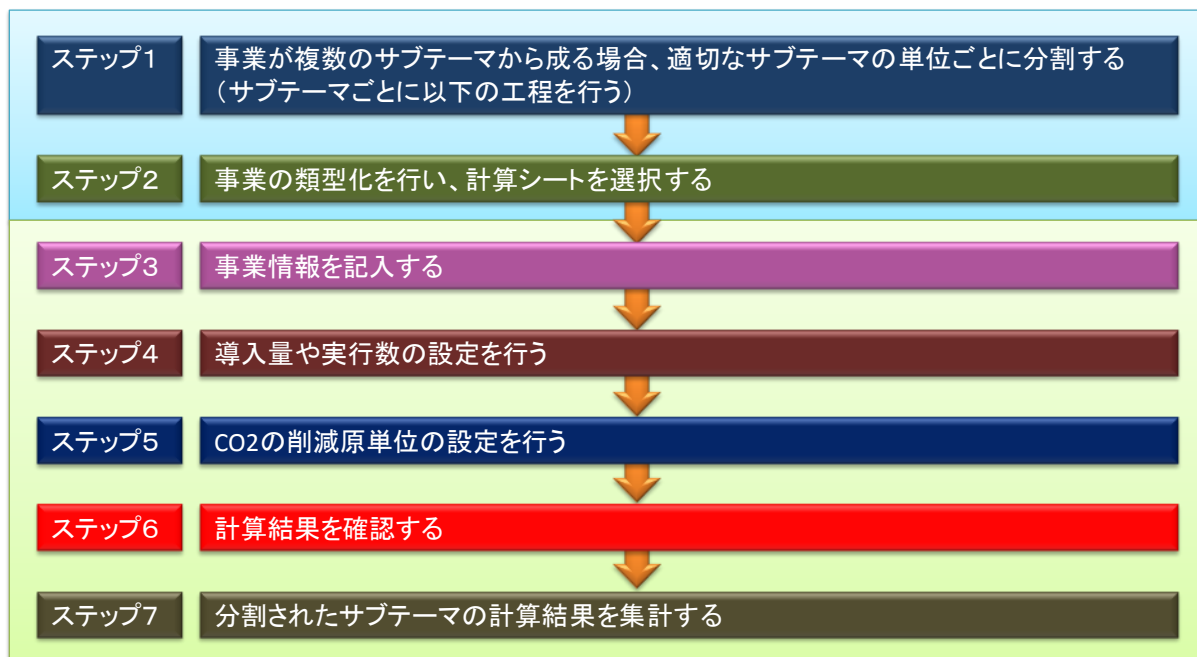 ステップ１
事業が複数のサブテーマから成る場合、適切なサブテーマの単位ごとに分割する
（サブテーマごとに以下の工程を行う）
ステップ２
事業の類型化を行い、計算シートを選択する
ステップ３
事業情報を記入する
ステップ４
導入量や実行数の設定を行う
ステップ５
CO2の削減原単位の設定を行う
ステップ６
計算結果を確認する
ステップ７
分割されたサブテーマの計算結果を集計する